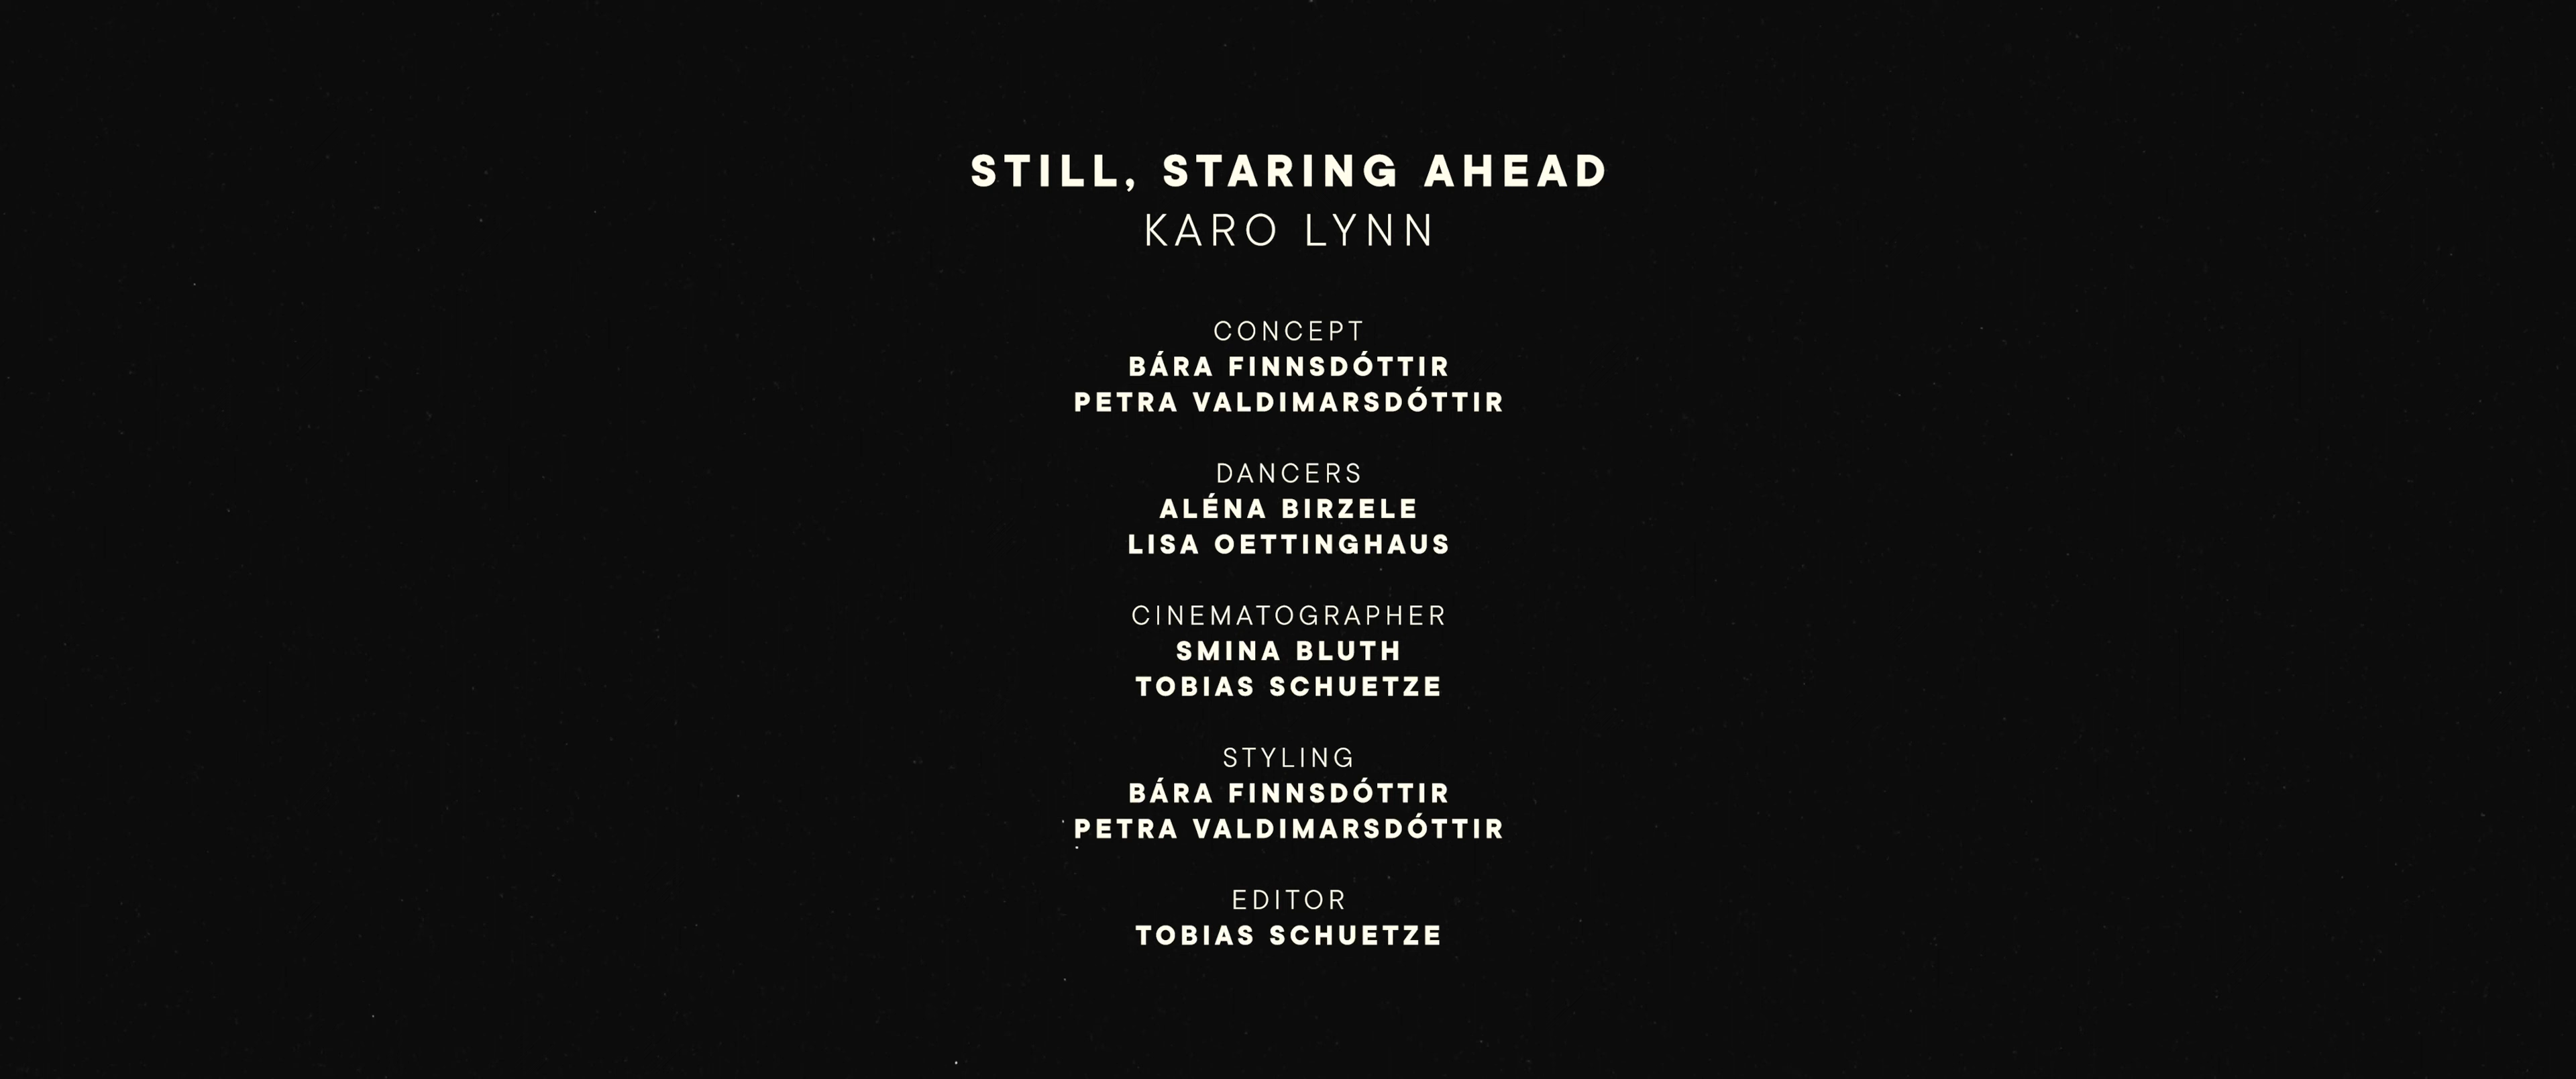 STILL, STARING AHEAD
KARO LYNN
CONCEPT
BÁRA FINNSDÓTTIR
PETRA VALDIMARSDÓTTIR
DANCERS
ALÉNA BIRZELE
LISA OETTINGHAUS
CINEMATOGRAPHER
SMINA BLUTH
TOBIAS SCHUETZE
STYLING
BÁRA FINNSDÓTTIR
PETRA VALDIMARSDÓTTIR
EDITOR
TOBIAS SCHUETZE